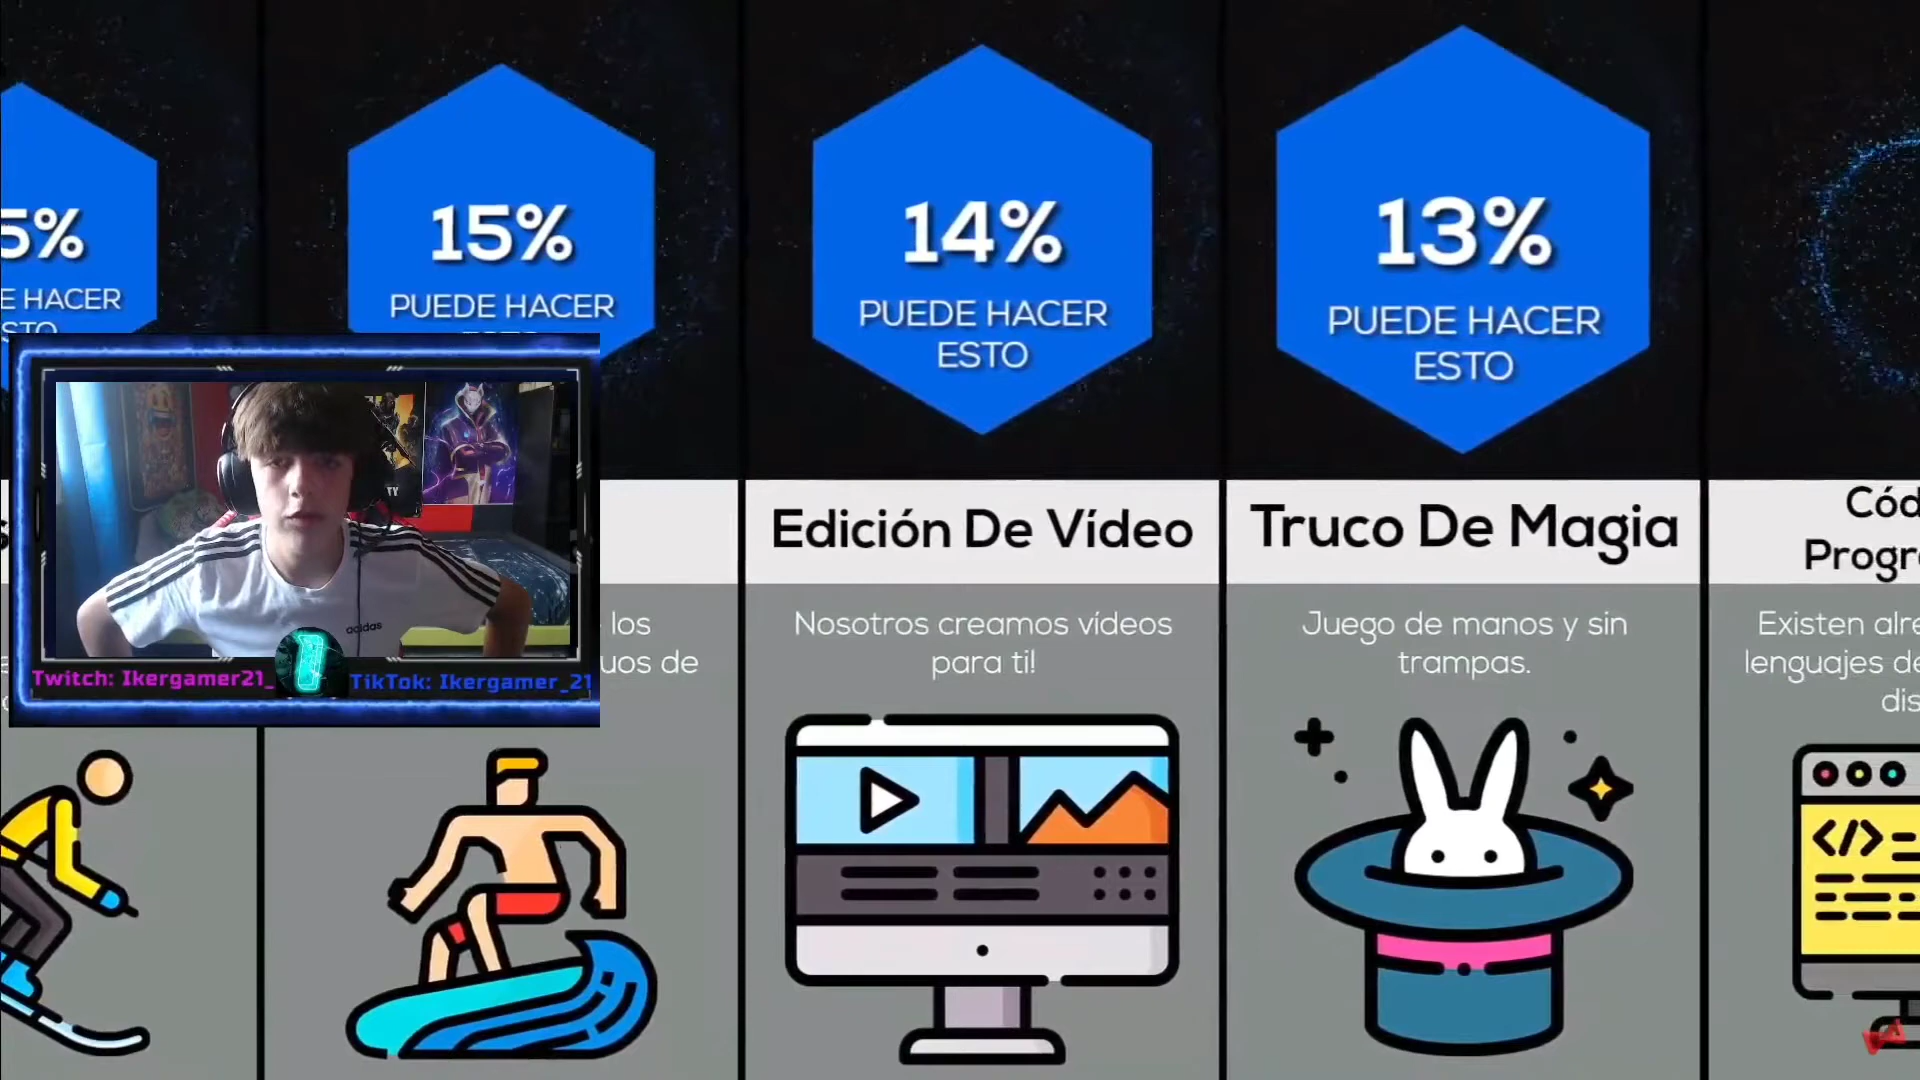 5%
E HACER
STO
15%
PUEDE HACER
14%
PUEDE HACER
ESTO
13%
PUEDE HACER
ESTO
Edición De Vídeo
Truco De Magia
Cód
Progr
los
uos de
Nosotros creamos vídeos
para ti!
Juego de manos y sin
trampas.
Existen alre
lenguajes de
dis
adidas
TY
Twitch: Ikergamer21_
TikTok: Ikergamer_21